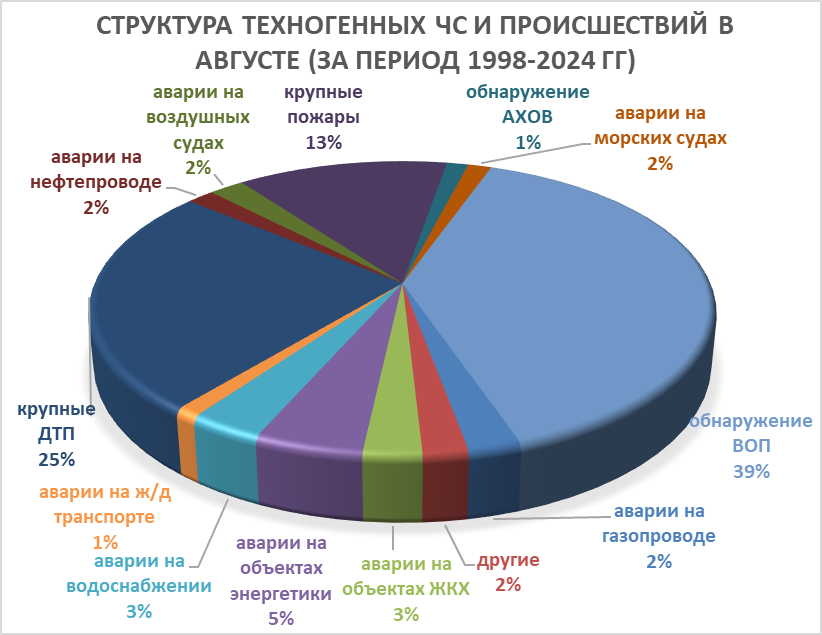 СТРУКТУРА ТЕХНОГЕННЫХ ЧС И ПРОИСШЕСТВИЙ В
АВГУСТЕ (ЗА ПЕРИОД 1998-2024 ГГ)
аварии на
воздушных
судах
2%
крупные
пожары
13%
обнаружение
АХОВ
1%
аварии на
морских судах
2%
аварии на
нефтепроводе
2%
крупные
ДТП
25%
обнаружение
ВОП
39%
аварии на ж/д
транспорте
1%
аварии на
водоснабжении
3%
аварии на
объектах
энергетики
5%
аварии на
объектах ЖКХ
3%
другие
2%
аварии на
газопроводе
2%